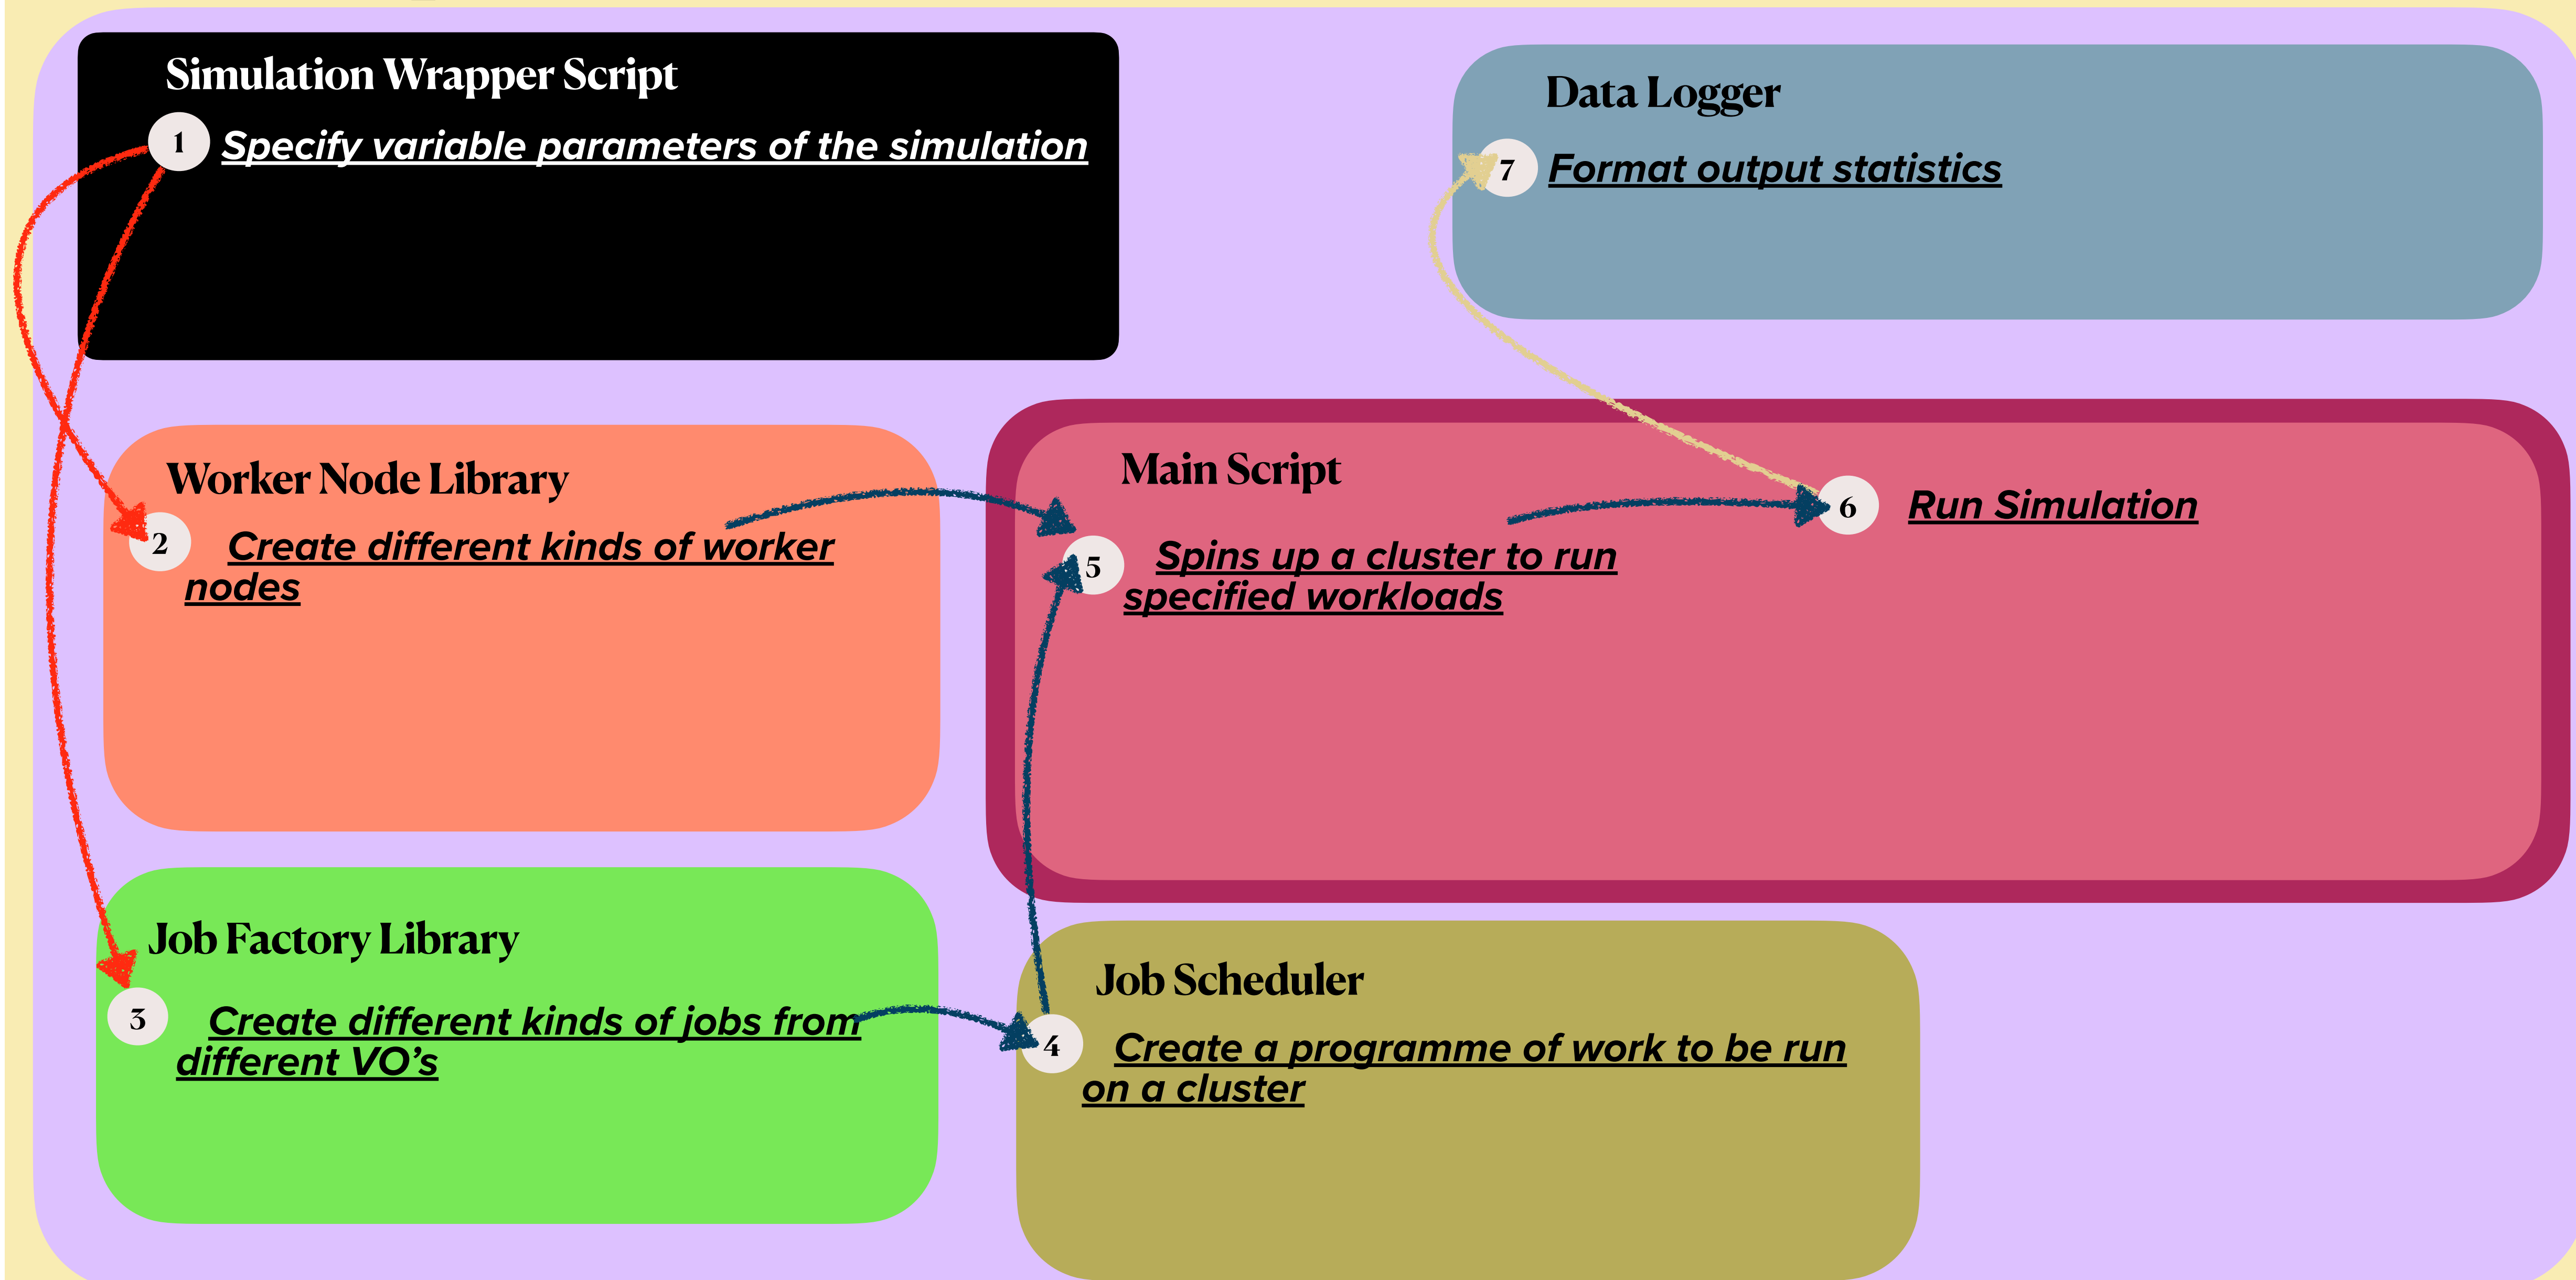 Simulation Wrapper Script
1 Specify variable parameters of the simulation
Data Logger
7 Format output statistics
Worker Node Library
2 Create different kinds of worker
nodes
Main Script
5 Spins up a cluster to run
specified workloads
6 Run Simulation
Job Factory Library
3 Create different kinds of jobs from
different VO’s
Job Scheduler
4 Create a programme of work to be run
on a cluster